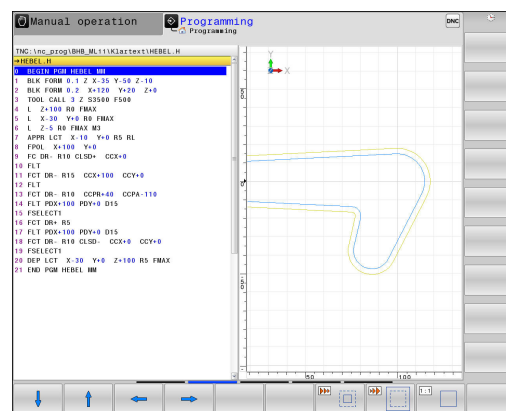 Manual operation
Programming
Programming
DNC
TNC:\nc_prog\BHB_ML11\Klartext\HEBEL.H
→HEBEL.H
0 BEGIN PGM HEBEL MM
1 BLK FORM 0.1 Z X-35 Y-50 Z-10
2 BLK FORM 0.2 X+120 Y+20 Z+0
3 TOOL CALL 3 Z S3500 F500
4 L Z+100 R0 FMAX
5 L X-30 Y+0 R0 FMAX
6 L Z-5 R0 FMAX M3
7 APPR LCT X-10 Y+0 R5 RL
8 FPOL X+100 Y+0
9 FC DR- R10 CLSD+ CCX+0
10 FLT
11 FCT DR- R15 CCX+100 CCY+0
12 FLT
13 FCT DR- R10 CCPR+40 CCPA-110
14 FLT PDX+100 PDY+0 D15
15 FSELECT1
16 FCT DR+ R5
17 FLT PDX+100 PDY+0 D15
18 FCT DR- R10 CLSD- CCX+0 CCY+0
19 FSELECT1
20 DEP LCT X-30 Y+0 Z+100 R5 FMAX
21 END PGM HEBEL MM
Y
X
50
0
-50
50
100
1:1